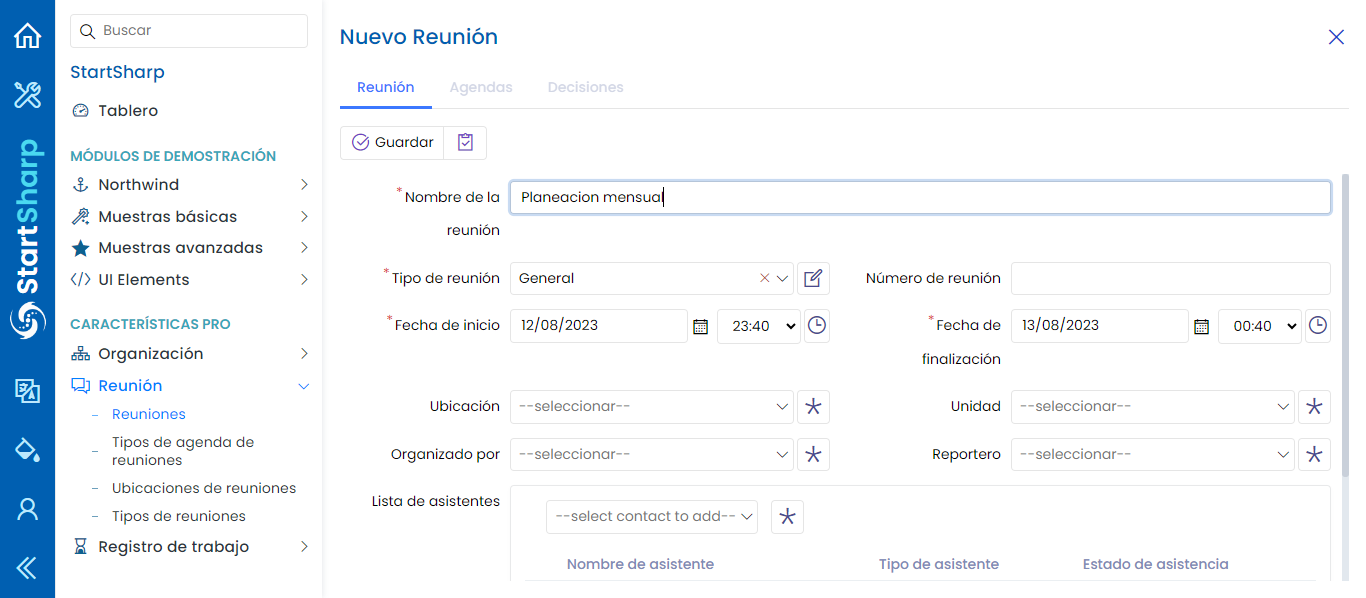 Buscar
StartSharp
Tablero
MÓDULOS DE DEMOSTRACIÓN
Northwind
Muestras básicas
Muestras avanzadas
UI Elements
CARACTERÍSTICAS PRO
Organización
Reunión
Reuniones
Tipos de agenda de
reuniones
Ubicaciones de reuniones
Tipos de reuniones
Registro de trabajo
StartSharp
Nuevo Reunión
Reunión Agendas Decisiones
Guardar
*Nombre de la
reunión
Planeacion mensual
*Tipo de reunión General
Número de reunión
*Fecha de inicio 12/08/2023 23:40
*Fecha de
finalización
13/08/2023 00:40
Ubicación --seleccionar--
Unidad --seleccionar--
Organizado por --seleccionar--
Reportero --seleccionar--
Lista de asistentes
--select contact to add--
Nombre de asistente Tipo de asistente Estado de asistencia